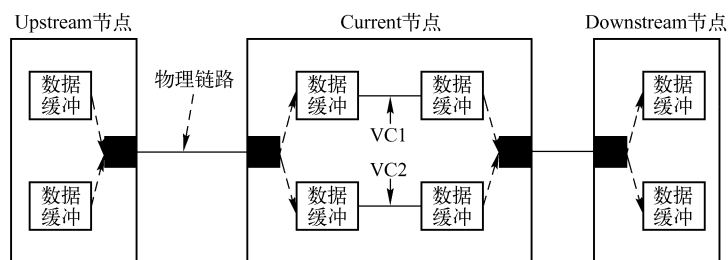 Upstream节点
Current节点
Downstream节点
物理链路
数据
缓冲
数据
缓冲
数据
缓冲
数据
缓冲
VC1
VC2
数据
缓冲
数据
缓冲
数据
缓冲
数据
缓冲